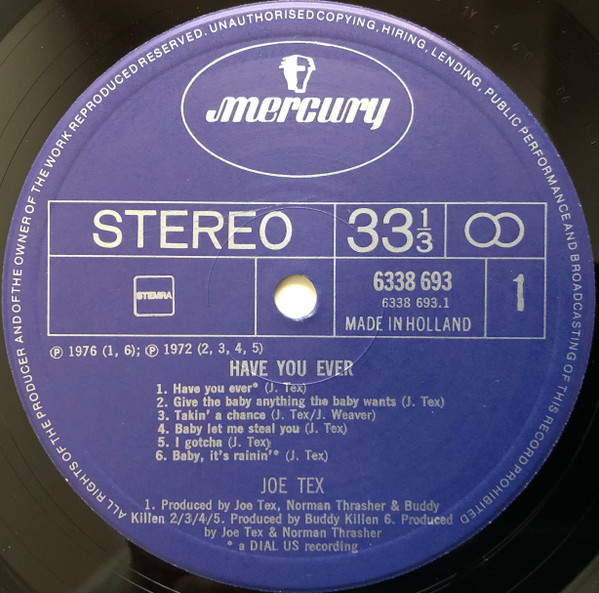 ALL RIGHTS OF THE PRODUCER AND OF THE OWNER OF THE WORK REPRODUCED RESERVED. UNAUTHORISED COPYING, HIRING, LENDING, PUBLIC PERFORMANCE AND BROADCASTING OF THIS RECORD PROHIBITED
mercury
STEREO 33 1/3
STEMRA
6338 693
6338 693.1
1
MADE IN HOLLAND
℗ 1976 (1, 6); ℗ 1972 (2, 3, 4, 5)
HAVE YOU EVER
1. Have you ever* (J. Tex)
2. Give the baby anything the baby wants (J. Tex)
3. Takin' a chance (J. Tex/J. Weaver)
4. Baby let me steal you (J. Tex)
5. I gotcha (J. Tex)
6. Baby, it's rainin'* (J. Tex)
JOE TEX
1. Produced by Joe Tex, Norman Thrasher & Buddy
Killen 2/3/4/5. Produced by Buddy Killen 6. Produced
by Joe Tex & Norman Thrasher
* a DIAL US recording